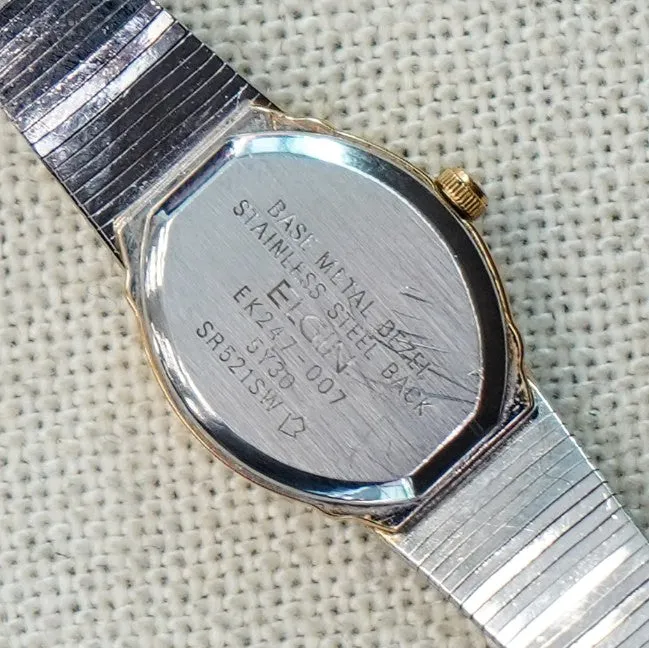 BASE METAL BEZEL
STAINLESS STEEL BACK
ELGIN
EK247-007
5Y30
SR521SW